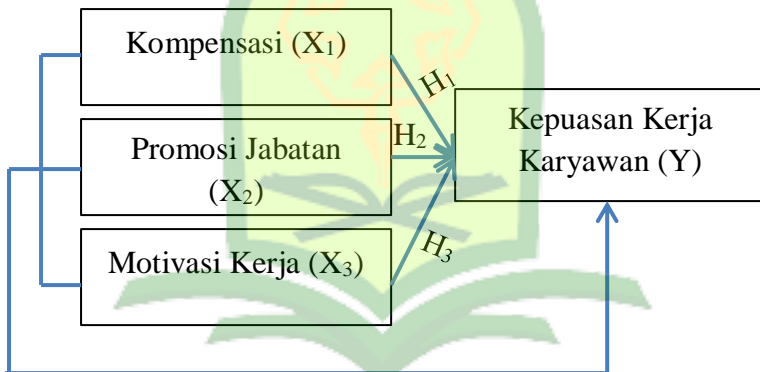 Kompensasi (X₁)
H₁
Promosi Jabatan
(X₂)
H₂
Kepuasan Kerja
Karyawan (Y)
Motivasi Kerja (X₃)
H₃